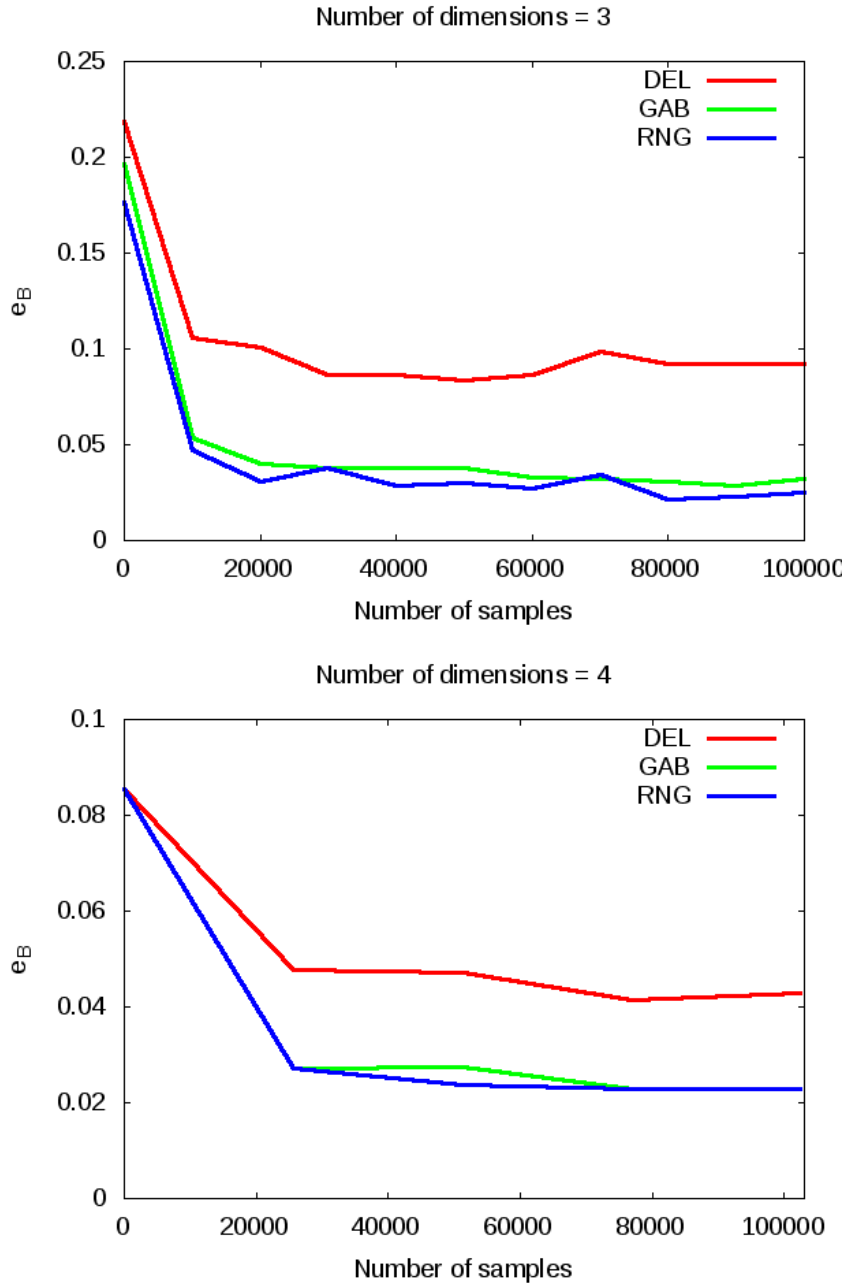 Number of dimensions = 3
0.25
DEL
GAB
RNG
0.2
0.15
e_B
0.1
0.05
0
0 20000 40000 60000 80000 100000
Number of samples
Number of dimensions = 4
0.1
DEL
GAB
RNG
0.08
0.06
e_B
0.04
0.02
0
0 20000 40000 60000 80000 100000
Number of samples